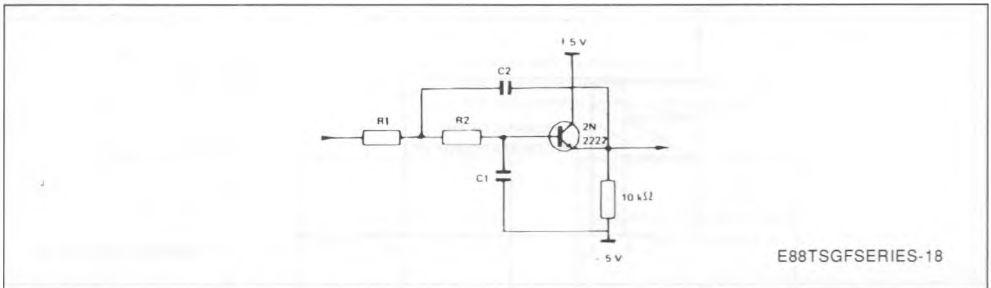 + 5 V
C2
R1
R2
2N
2222
C1
10 kΩ
- 5 V
E88TSGFSERIES-18